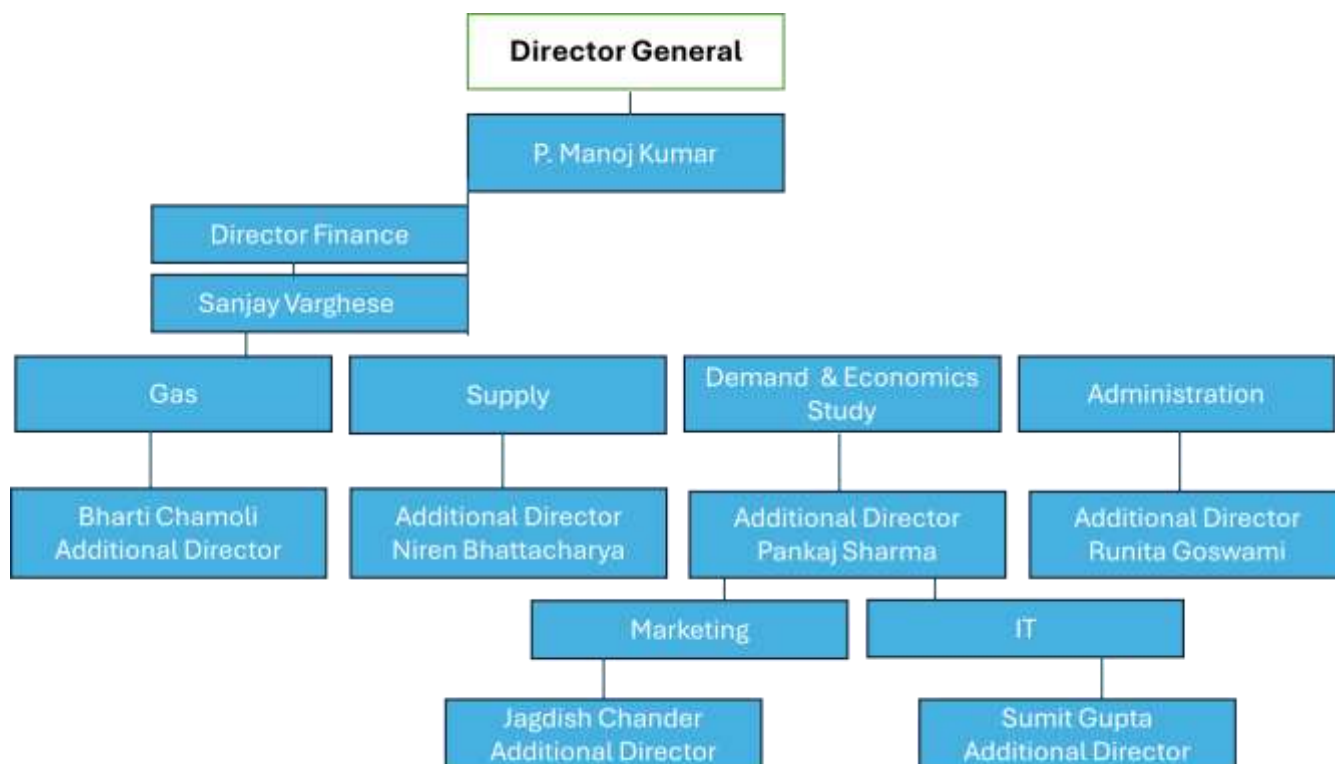 Director General
P. Manoj Kumar
Director Finance
Sanjay Varghese
Gas
Supply
Demand & Economics
Study
Administration
Bharti Chamoli
Additional Director
Additional Director
Niren Bhattacharya
Additional Director
Pankaj Sharma
Additional Director
Runita Goswami
Marketing
IT
Jagdish Chander
Additional Director
Sumit Gupta
Additional Director